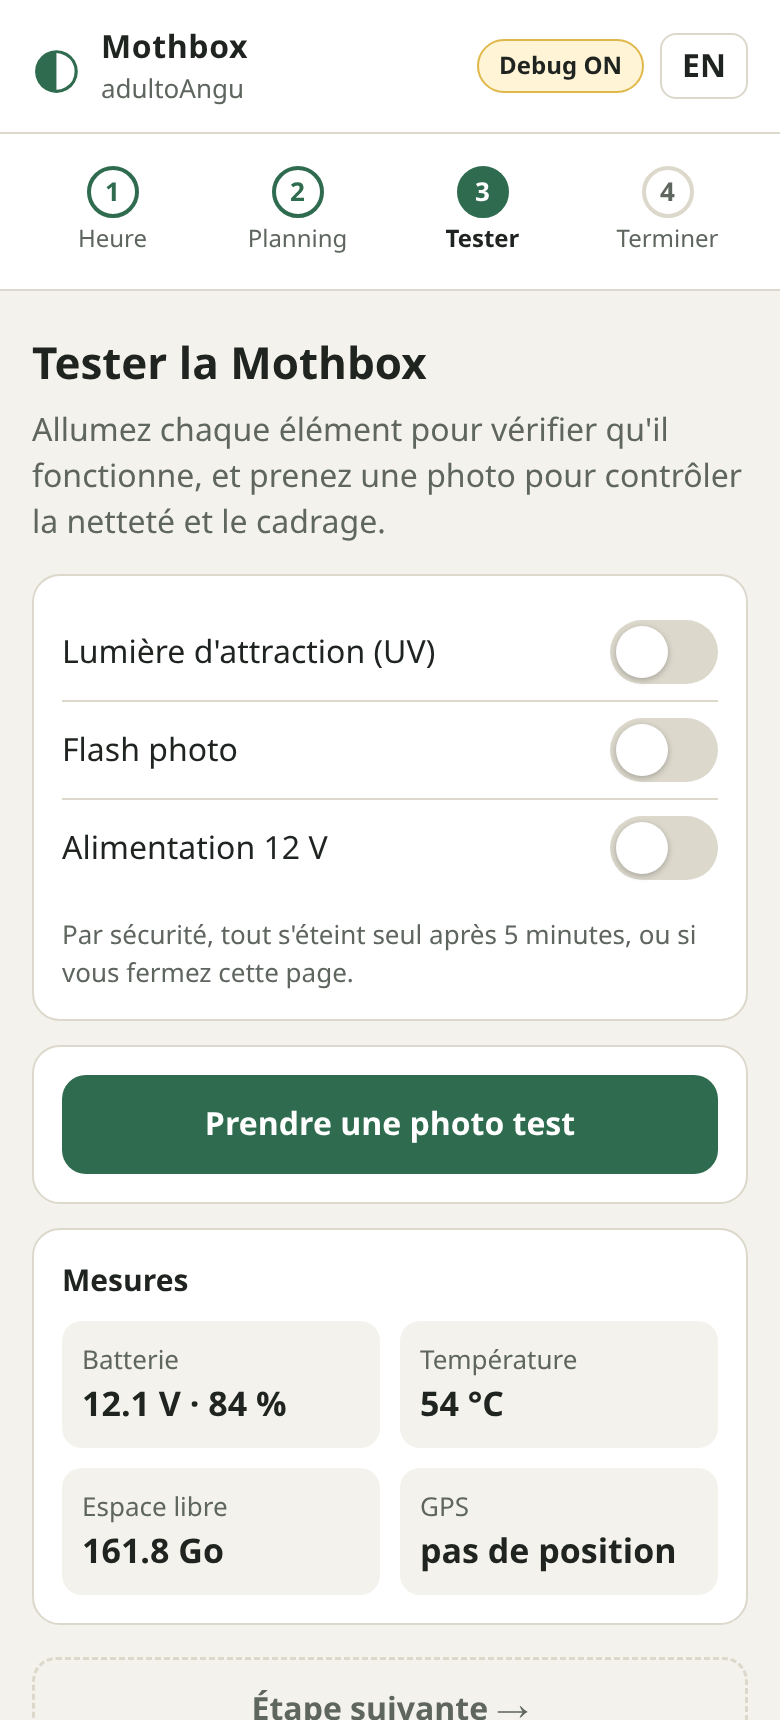 Mothbox
adultoAngu
Debug ON
EN
1
Heure
2
Planning
3
Tester
4
Terminer
Tester la Mothbox
Allumez chaque élément pour vérifier qu'il
fonctionne, et prenez une photo pour contrôler
la netteté et le cadrage.
Lumière d'attraction (UV)
Flash photo
Alimentation 12 V
Par sécurité, tout s'éteint seul après 5 minutes, ou si
vous fermez cette page.
Prendre une photo test
Mesures
Batterie
12.1 V · 84 %
Température
54 °C
Espace libre
161.8 Go
GPS
pas de position
Étape suivante →